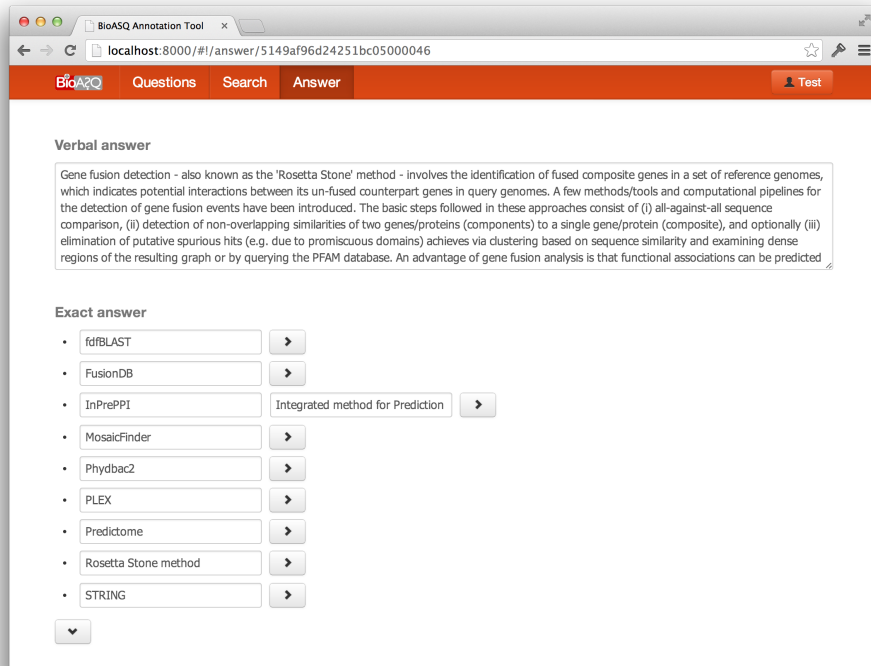 BioASQ Annotation Tool
localhost:8000/#!/answer/5149af96d24251bc05000046
BioASQ Questions Search Answer Test
Verbal answer
Gene fusion detection - also known as the 'Rosetta Stone' method - involves the identification of fused composite genes in a set of reference genomes,
which indicates potential interactions between its un-fused counterpart genes in query genomes. A few methods/tools and computational pipelines for
the detection of gene fusion events have been introduced. The basic steps followed in these approaches consist of (i) all-against-all sequence
comparison, (ii) detection of non-overlapping similarities of two genes/proteins (components) to a single gene/protein (composite), and optionally (iii)
elimination of putative spurious hits (e.g. due to promiscuous domains) achieves via clustering based on sequence similarity and examining dense
regions of the resulting graph or by querying the PFAM database. An advantage of gene fusion analysis is that functional associations can be predicted
Exact answer
• fdfBLAST
• FusionDB
• InPrePPI Integrated method for Prediction
• MosaicFinder
• Phydbac2
• PLEX
• Predictome
• Rosetta Stone method
• STRING